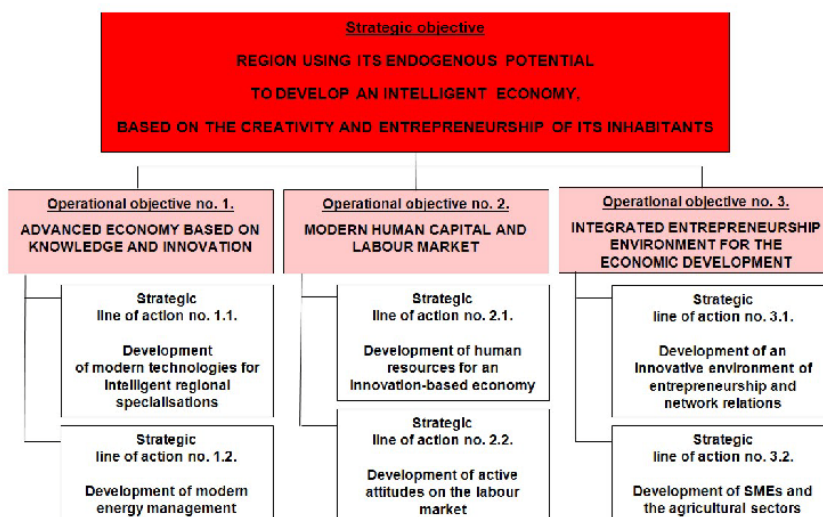 Strategic objective
REGION USING ITS ENDOGENOUS POTENTIAL
TO DEVELOP AN INTELLIGENT ECONOMY,
BASED ON THE CREATIVITY AND ENTREPRENEURSHIP OF ITS INHABITANTS
Operational objective no. 1.
ADVANCED ECONOMY BASED ON
KNOWLEDGE AND INNOVATION
Strategic
line of action no. 1.1.
Development
of modern technologies for
intelligent regional
specialisations
Strategic
line of action no. 1.2.
Development of modern
energy management
Operational objective no. 2.
MODERN HUMAN CAPITAL AND
LABOUR MARKET
Strategic
line of action no. 2.1.
Development of human
resources for an
innovation-based economy
Strategic
line of action no. 2.2.
Development of active
attitudes on the labour
market
Operational objective no. 3.
INTEGRATED ENTREPRENEURSHIP
ENVIRONMENT FOR THE
ECONOMIC DEVELOPMENT
Strategic
line of action no. 3.1.
Development of an
innovative environment of
entrepreneurship and
network relations
Strategic
line of action no. 3.2.
Development of SMEs and
the agricultural sectors